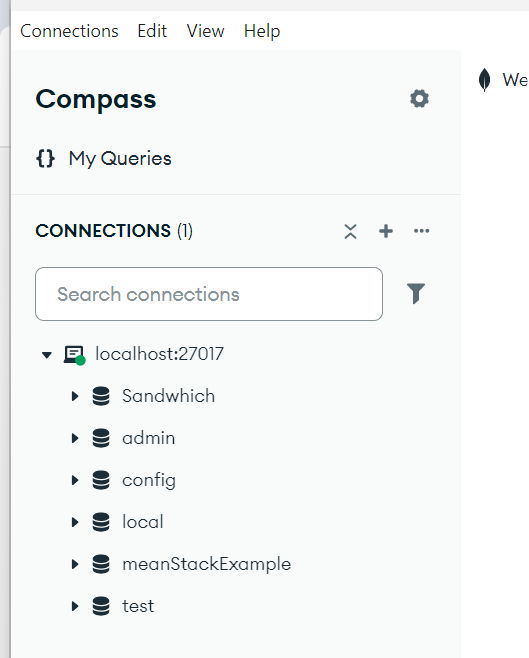 Connections Edit View Help
Compass
We
{} My Queries
CONNECTIONS (1)
Search connections
localhost:27017
Sandwhich
admin
config
local
meanStackExample
test